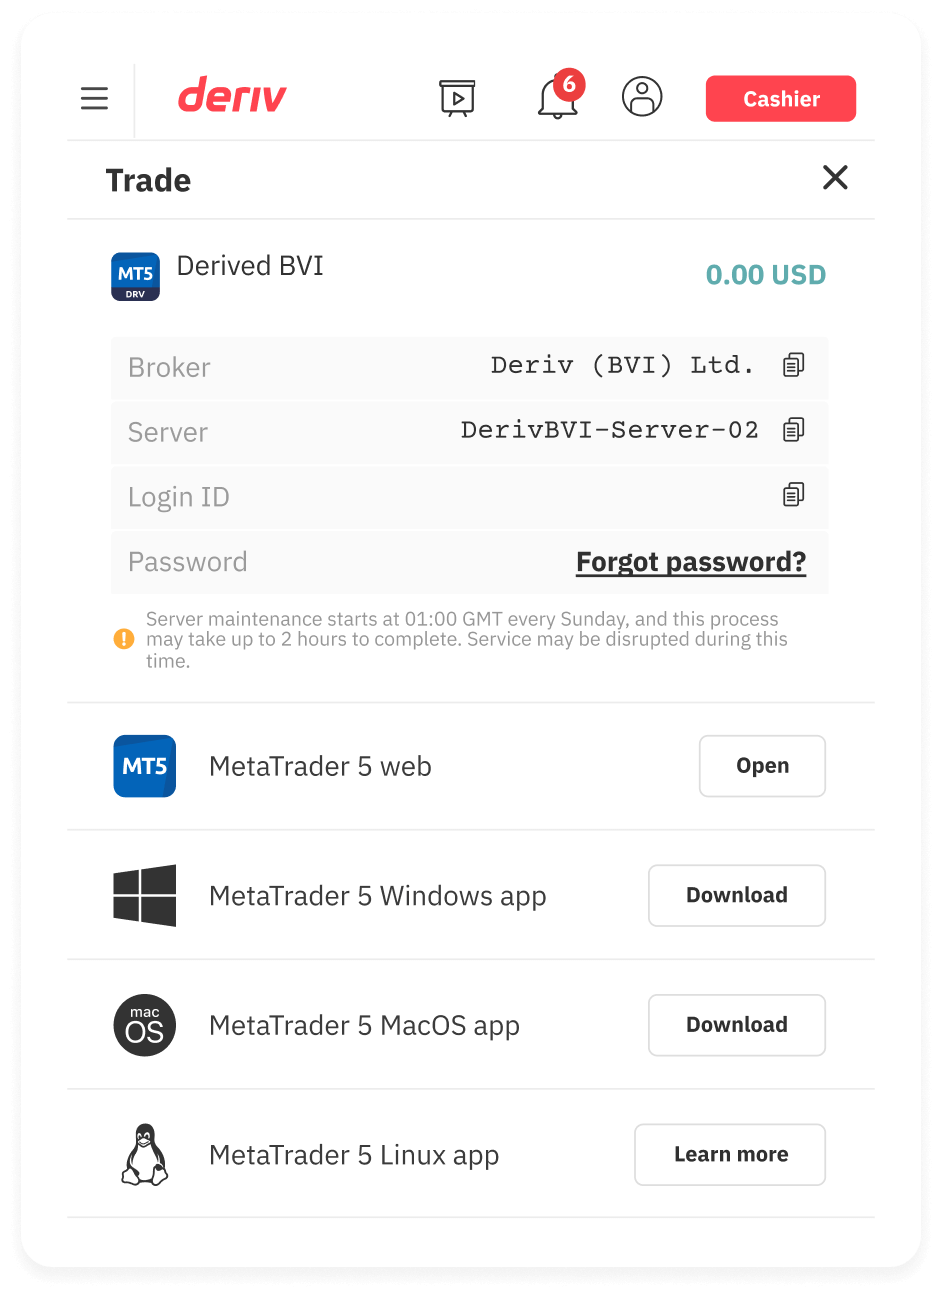 deriv
6
Cashier
Trade
MT5
DRV
Derived BVI
0.00 USD
Broker
Deriv (BVI) Ltd.
Server
DerivBVI-Server-02
Login ID
Password
Forgot password?
Server maintenance starts at 01:00 GMT every Sunday, and this process
may take up to 2 hours to complete. Service may be disrupted during this
time.
MT5
MetaTrader 5 web
Open
MetaTrader 5 Windows app
Download
mac
OS
MetaTrader 5 MacOS app
Download
MetaTrader 5 Linux app
Learn more